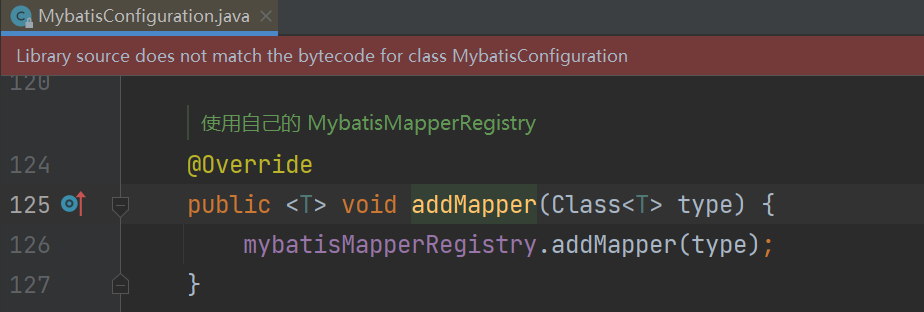 MybatisConfiguration.java
Library source does not match the bytecode for class MybatisConfiguration
120
使用自己的 MybatisMapperRegistry
124 @Override
125 public <T> void addMapper(Class<T> type) {
126 mybatisMapperRegistry.addMapper(type);
127 }